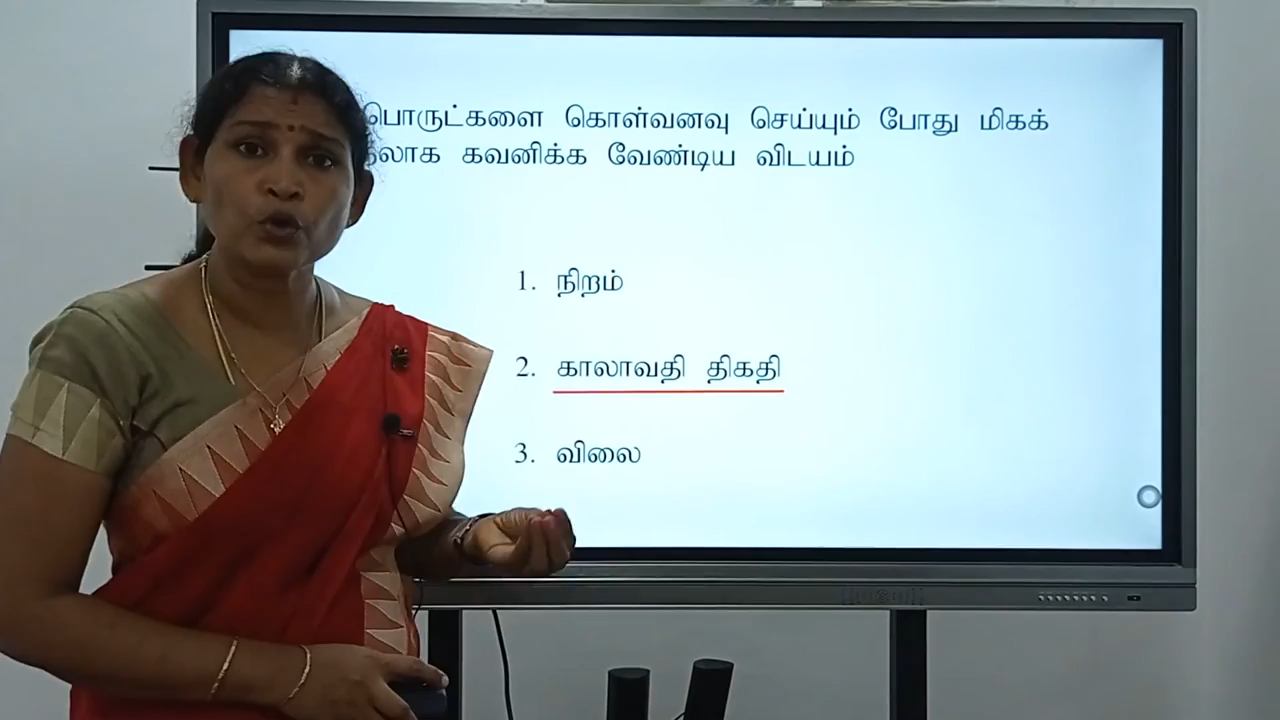 பொருட்களை கொள்வனவு செய்யும் போது மிகக்
கவனிக்க வேண்டிய விடயம்
1. நிறம்
2. காலாவதி திகதி
3. விலை